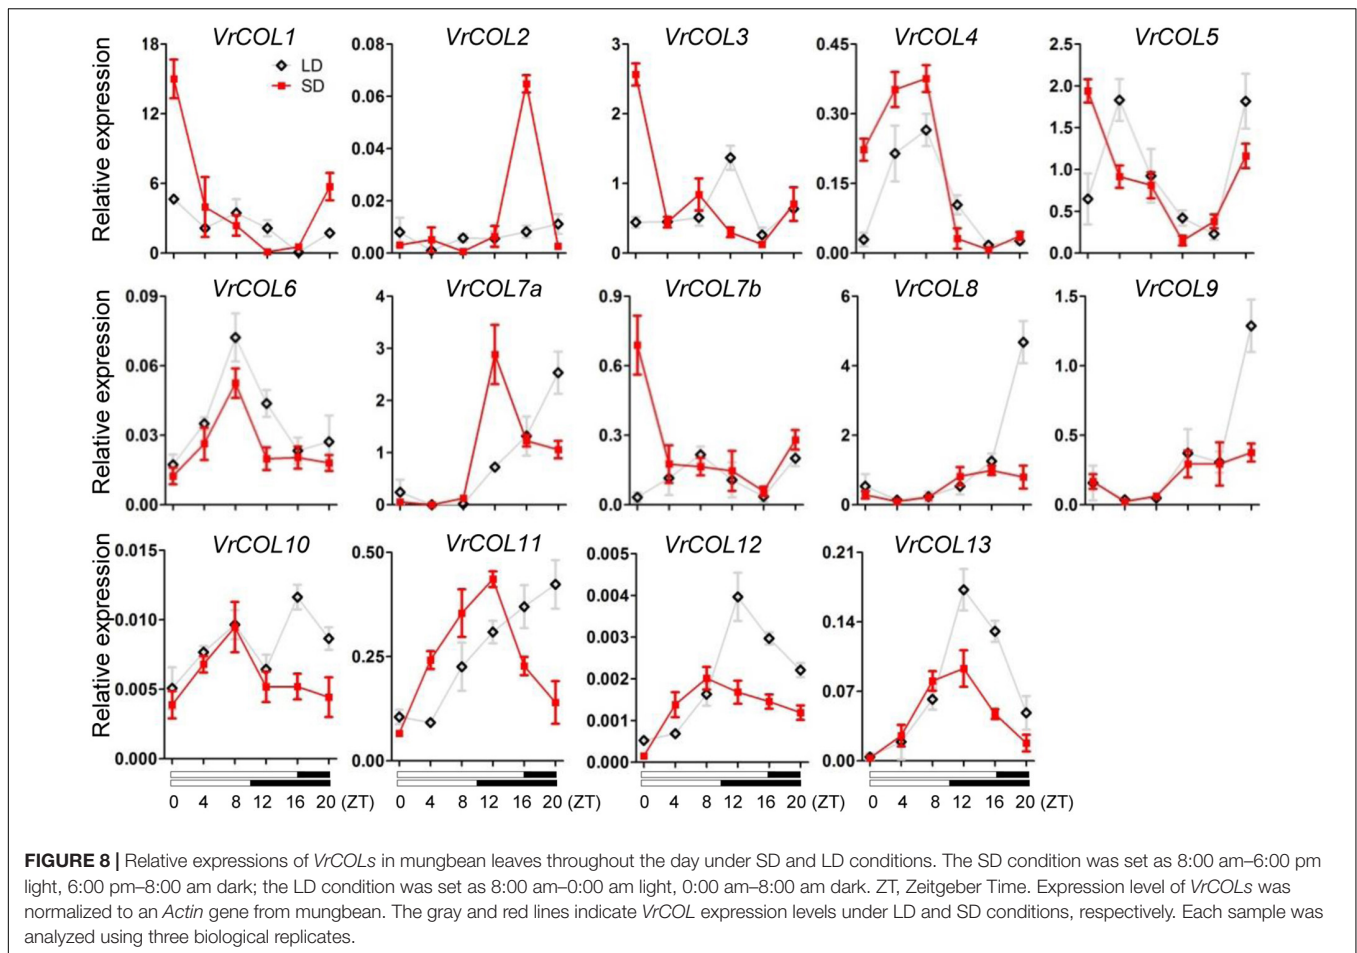 VrCOL1 VrCOL2 VrCOL3 VrCOL4 VrCOL5
Relative expression
18 12 6 0
LD
SD
0.08 0.06 0.04 0.02 0.00
3 2 1 0
0.45 0.30 0.15 0.00
2.5 2.0 1.5 1.0 0.5 0.0
VrCOL6 VrCOL7a VrCOL7b VrCOL8 VrCOL9
Relative expression
0.09 0.06 0.03 0.00
4 3 2 1 0
0.9 0.6 0.3 0.0
6 4 2 0
1.5 1.0 0.5 0.0
VrCOL10 VrCOL11 VrCOL12 VrCOL13
Relative expression
0.015 0.010 0.005 0.000
0.50 0.25 0.00
0.005 0.004 0.003 0.002 0.001 0.000
0.21 0.14 0.07 0.00
0 4 8 12 16 20 (ZT) 0 4 8 12 16 20 (ZT) 0 4 8 12 16 20 (ZT) 0 4 8 12 16 20 (ZT)
FIGURE 8 | Relative expressions of VrCOLs in mungbean leaves throughout the day under SD and LD conditions. The SD condition was set as 8:00 am–6:00 pm
light, 6:00 pm–8:00 am dark; the LD condition was set as 8:00 am–0:00 am light, 0:00 am–8:00 am dark. ZT, Zeitgeber Time. Expression level of VrCOLs was
normalized to an Actin gene from mungbean. The gray and red lines indicate VrCOL expression levels under LD and SD conditions, respectively. Each sample was
analyzed using three biological replicates.